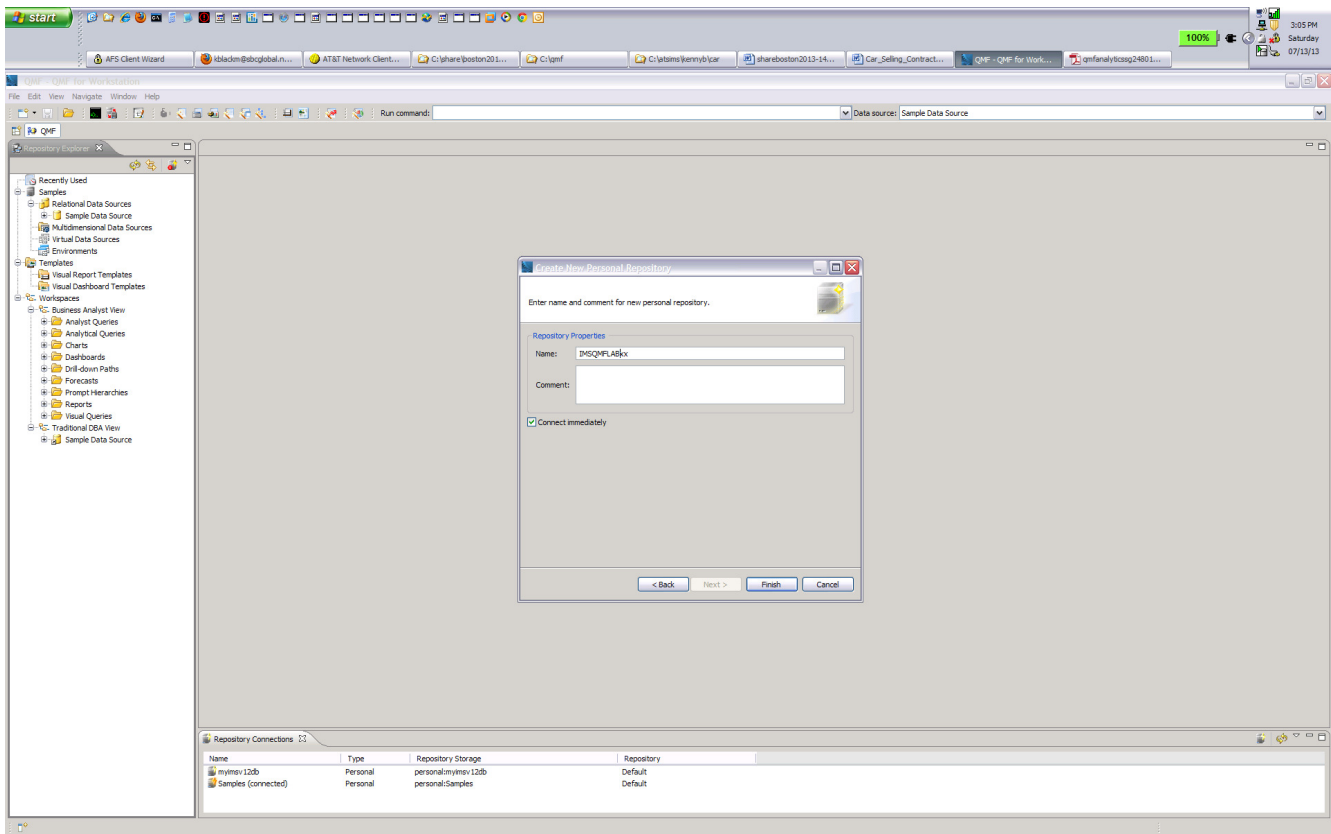 start
3:05 PM
100%
Saturday
07/13/13
AFS Client Wizard
kblackm@sbcglobal.n...
AT&T Network Client...
C:\share\boston201...
C:\qmf
C:\atsims\kennyb\car
shareboston2013-14...
Car_Selling_Contract...
QMF - QMF for Work...
qmfanalyticssg24801...
QMF - QMF for Workstation
File Edit View Navigate Window Help
Run command:
Data source: Sample Data Source
QMF
Repository Explorer
Recently Used
Samples
Relational Data Sources
Sample Data Source
Multidimensional Data Sources
Virtual Data Sources
Environments
Templates
Visual Report Templates
Visual Dashboard Templates
Workspaces
Business Analyst View
Analyst Queries
Analytical Queries
Charts
Dashboards
Drill-down Paths
Forecasts
Prompt Hierarchies
Reports
Visual Queries
Traditional DBA View
Sample Data Source
Create New Personal Repository
Enter name and comment for new personal repository.
Repository Properties
Name: IMSQMFLABxx
Comment:
Connect immediately
< Back Next > Finish Cancel
Repository Connections
Name Type Repository Storage Repository
myimsv12db Personal personal:myimsv12db Default
Samples (connected) Personal personal:Samples Default